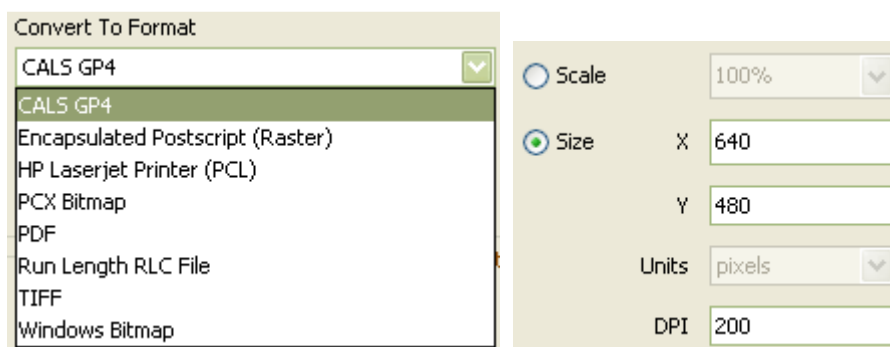 Convert To Format
CALS GP4
CALS GP4
Encapsulated Postscript (Raster)
HP Laserjet Printer (PCL)
PCX Bitmap
PDF
Run Length RLC File
TIFF
Windows Bitmap
Scale 100%
Size X 640
Y 480
Units pixels
DPI 200